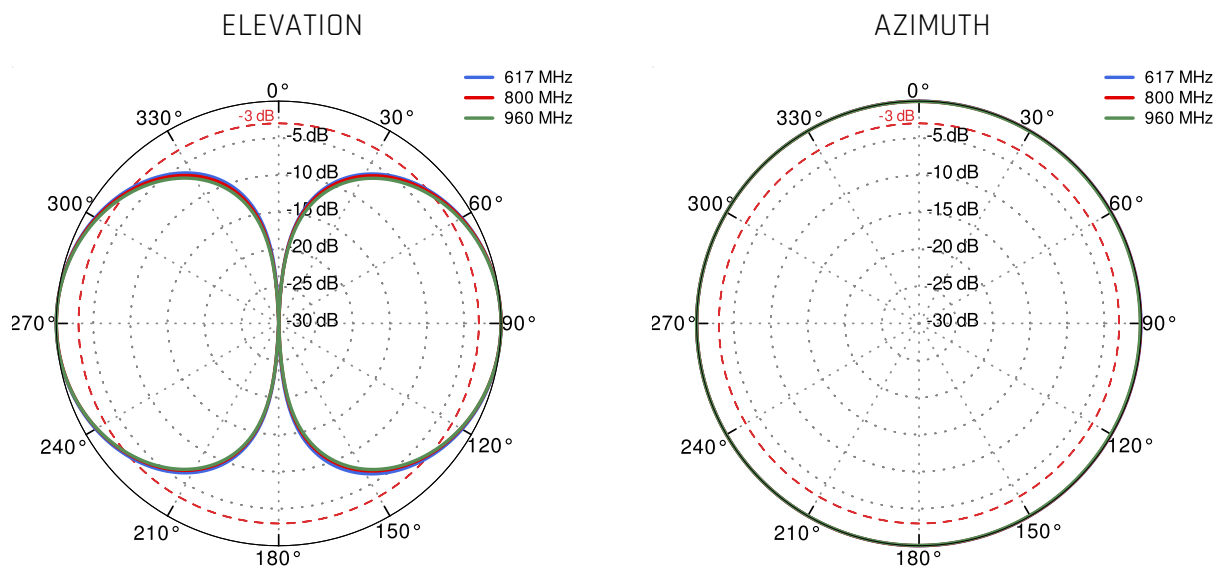 ELEVATION
617 MHz
800 MHz
960 MHz
0°
330°
30°
-3 dB
-5 dB
-10 dB
300°
60°
-15 dB
-20 dB
-25 dB
-30 dB
270°
90°
240°
120°
210°
150°
180°
AZIMUTH
617 MHz
800 MHz
960 MHz
0°
330°
30°
-3 dB
-5 dB
-10 dB
300°
60°
-15 dB
-20 dB
-25 dB
-30 dB
270°
90°
240°
120°
210°
150°
180°